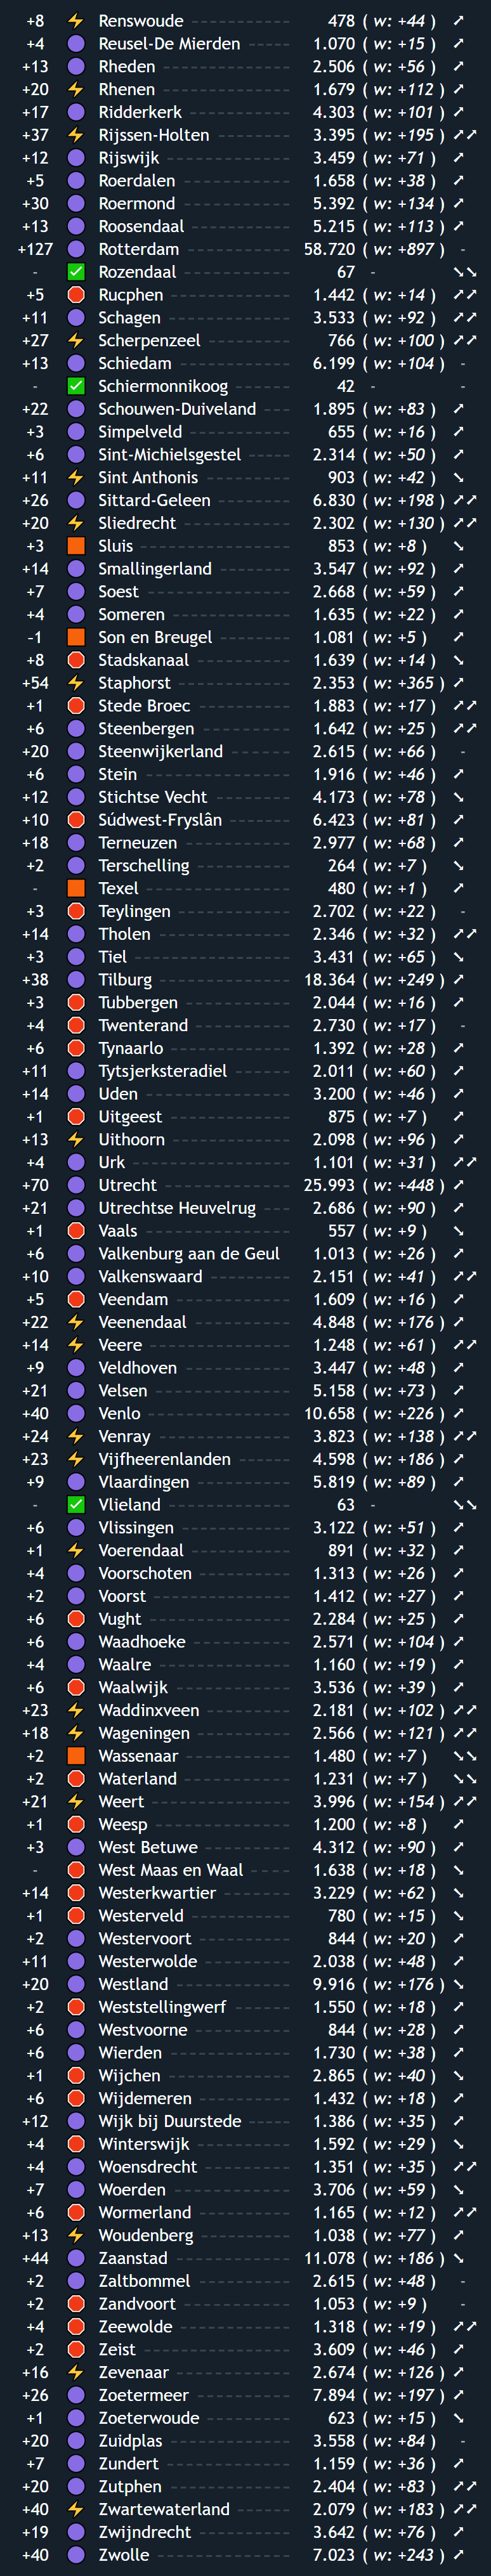 +8 ⚡ Renswoude ------ 478 ( w: +44 ) ↗
+4 Reusel-De Mierden 1.070 ( w: +15 ) ↗
+13 Rheden 2.506 ( w: +56 ) ↗
+20 Rhenen 1.679 ( w: +112 ) ↗
+17 Ridderkerk 4.303 ( w: +101 ) ↗
+37 Rijssen-Holten 3.395 ( w: +195 ) ↗↗
+12 Rijswijk 3.459 ( w: +71 ) ↗
+5 Roerdalen 1.658 ( w: +38 ) ↗
+30 Roermond 5.392 ( w: +134 ) ↗
+13 Roosendaal 5.215 ( w: +113 ) ↗
+127 Rotterdam 58.720 ( w: +897 ) -
- Rozendaal 67 - ↘↘
+5 Rucphen 1.442 ( w: +14 ) ↗↗
+11 Schagen 3.533 ( w: +92 ) ↗↗
+27 Scherpenzeel 766 ( w: +100 ) ↗↗
+13 Schiedam 6.199 ( w: +104 ) -
- Schiermonnikoog 42 - -
+22 Schouwen-Duiveland 1.895 ( w: +83 ) ↗
+3 Simpelveld 655 ( w: +16 ) ↗
+6 Sint-Michielsgestel 2.314 ( w: +50 ) ↗
+11 Sint Anthonis 903 ( w: +42 ) ↘
+26 Sittard-Geleen 6.830 ( w: +198 ) ↗↗
+20 Sliedrecht 2.302 ( w: +130 ) ↗↗
+3 Sluis 853 ( w: +8 ) ↘
+14 Smallingerland 3.547 ( w: +92 ) ↗
+7 Soest 2.668 ( w: +59 ) ↗
+4 Someren 1.635 ( w: +22 ) ↗
-1 Son en Breugel 1.081 ( w: +5 ) ↗
+8 Stadskanaal 1.639 ( w: +14 ) ↘
+54 Staphorst 2.353 ( w: +365 ) ↗
+1 Stede Broec 1.883 ( w: +17 ) ↗↗
+6 Steenbergen 1.642 ( w: +25 ) ↗↗
+20 Steenwijkerland 2.615 ( w: +66 ) -
+6 Stein 1.916 ( w: +46 ) ↗
+12 Stichtse Vecht 4.173 ( w: +78 ) ↘
+10 Súdwest-Fryslân 6.423 ( w: +81 ) ↗
+18 Terneuzen 2.977 ( w: +68 ) ↗
+2 Terschelling 264 ( w: +7 ) ↘
- Texel 480 ( w: +1 ) ↗
+3 Teylingen 2.702 ( w: +22 ) -
+14 Tholen 2.346 ( w: +32 ) ↗↗
+3 Tiel 3.431 ( w: +65 ) ↘
+38 Tilburg 18.364 ( w: +249 ) ↗
+3 Tubbergen 2.044 ( w: +16 ) ↗
+4 Twenterand 2.730 ( w: +17 ) -
+6 Tynaarlo 1.392 ( w: +28 ) ↗
+11 Tytsjerksteradiel 2.011 ( w: +60 ) ↗
+14 Uden 3.200 ( w: +46 ) ↗
+1 Uitgeest 875 ( w: +7 ) ↗
+13 Uithoorn 2.098 ( w: +96 ) ↗
+4 Urk 1.101 ( w: +31 ) ↗↗
+70 Utrecht 25.993 ( w: +448 ) ↗
+21 Utrechtse Heuvelrug 2.686 ( w: +90 ) ↗
+1 Vaals 557 ( w: +9 ) ↘
+6 Valkenburg aan de Geul 1.013 ( w: +26 ) ↗
+10 Valkenswaard 2.151 ( w: +41 ) ↗↗
+5 Veendam 1.609 ( w: +16 ) ↗
+22 Veenendaal 4.848 ( w: +176 ) ↗
+14 Veere 1.248 ( w: +61 ) ↗↗
+9 Veldhoven 3.447 ( w: +48 ) ↗
+21 Velsen 5.158 ( w: +73 ) ↗
+40 Venlo 10.658 ( w: +226 ) ↗
+24 Venray 3.823 ( w: +138 ) ↗↗
+23 Vijfheerenlanden 4.598 ( w: +186 ) ↗
+9 Vlaardingen 5.819 ( w: +89 ) ↗
- Vlieland 63 - ↘↘
+6 Vlissingen 3.122 ( w: +51 ) ↗
+1 Voerendaal 891 ( w: +32 ) ↗
+4 Voorschoten 1.313 ( w: +26 ) ↗
+2 Voorst 1.412 ( w: +27 ) ↗
+6 Vught 2.284 ( w: +25 ) ↗
+6 Waadhoeke 2.571 ( w: +104 ) ↗
+4 Waalre 1.160 ( w: +19 ) ↗
+6 Waalwijk 3.536 ( w: +39 ) ↗
+23 Waddinxveen 2.181 ( w: +102 ) ↗↗
+18 Wageningen 2.566 ( w: +121 ) ↗↗
+2 Wassenaar 1.480 ( w: +7 ) ↘↘
+2 Waterland 1.231 ( w: +7 ) ↘↘
+21 Weert 3.996 ( w: +154 ) ↗↗
+1 Weesp 1.200 ( w: +8 ) ↗
+3 West Betuwe 4.312 ( w: +90 ) ↗
- West Maas en Waal 1.638 ( w: +18 ) ↘
+14 Westerkwartier 3.229 ( w: +62 ) ↘
+1 Westerveld 780 ( w: +15 ) ↘
+2 Westervoort 844 ( w: +20 ) ↗
+11 Westerwolde 2.038 ( w: +48 ) ↗
+20 Westland 9.916 ( w: +176 ) ↘
+2 Weststellingwerf 1.550 ( w: +18 ) ↗
+6 Westvoorne 844 ( w: +28 ) ↗
+6 Wierden 1.730 ( w: +38 ) ↗
+1 Wijchen 2.865 ( w: +40 ) ↘
+6 Wijdemeren 1.432 ( w: +18 ) ↗
+12 Wijk bij Duurstede 1.386 ( w: +35 ) ↗
+4 Winterswijk 1.592 ( w: +29 ) ↘
+4 Woensdrecht 1.351 ( w: +35 ) ↗↗
+7 Woerden 3.706 ( w: +59 ) ↘
+6 Wormerland 1.165 ( w: +12 ) ↗↗
+13 Woudenberg 1.038 ( w: +77 ) ↗
+44 Zaanstad 11.078 ( w: +186 ) ↘
+2 Zaltbommel 2.615 ( w: +48 ) -
+2 Zandvoort 1.053 ( w: +9 ) -
+4 Zeewolde 1.318 ( w: +19 ) ↗↗
+2 Zeist 3.609 ( w: +46 ) ↗
+16 Zevenaar 2.674 ( w: +126 ) ↗
+26 Zoetermeer 7.894 ( w: +197 ) ↗
+1 Zoeterwoude 623 ( w: +15 ) ↘
+20 Zuidplas 3.558 ( w: +84 ) -
+7 Zundert 1.159 ( w: +36 ) ↗
+20 Zutphen 2.404 ( w: +83 ) ↗↗
+40 Zwartewaterland 2.079 ( w: +183 ) ↗↗
+19 Zwijndrecht 3.642 ( w: +76 ) ↗
+40 Zwolle 7.023 ( w: +243 ) ↗